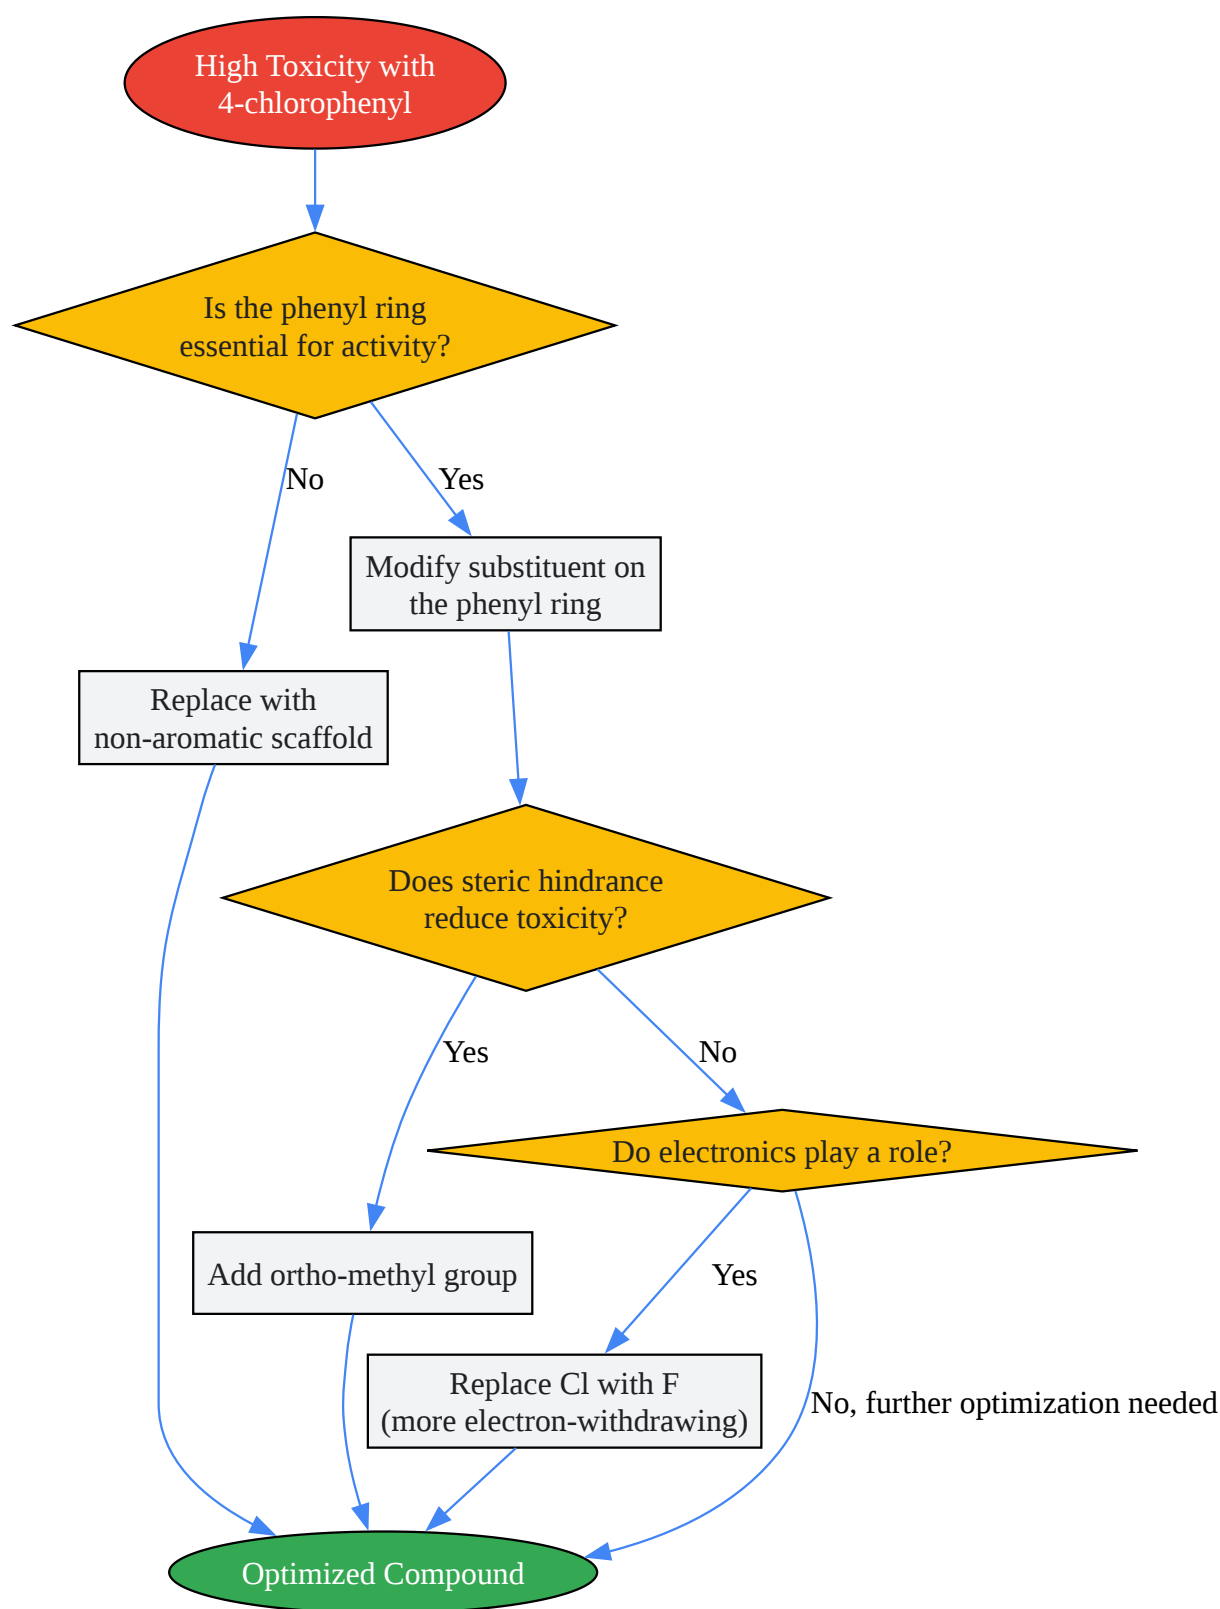 High Toxicity with
4-chlorophenyl
Is the phenyl ring
essential for activity?
No
Yes
Modify substituent on
the phenyl ring
Replace with
non-aromatic scaffold
Does steric hindrance
reduce toxicity?
Yes
No
Do electronics play a role?
Add ortho-methyl group
Yes
Replace Cl with F
(more electron-withdrawing)
No, further optimization needed
Optimized Compound